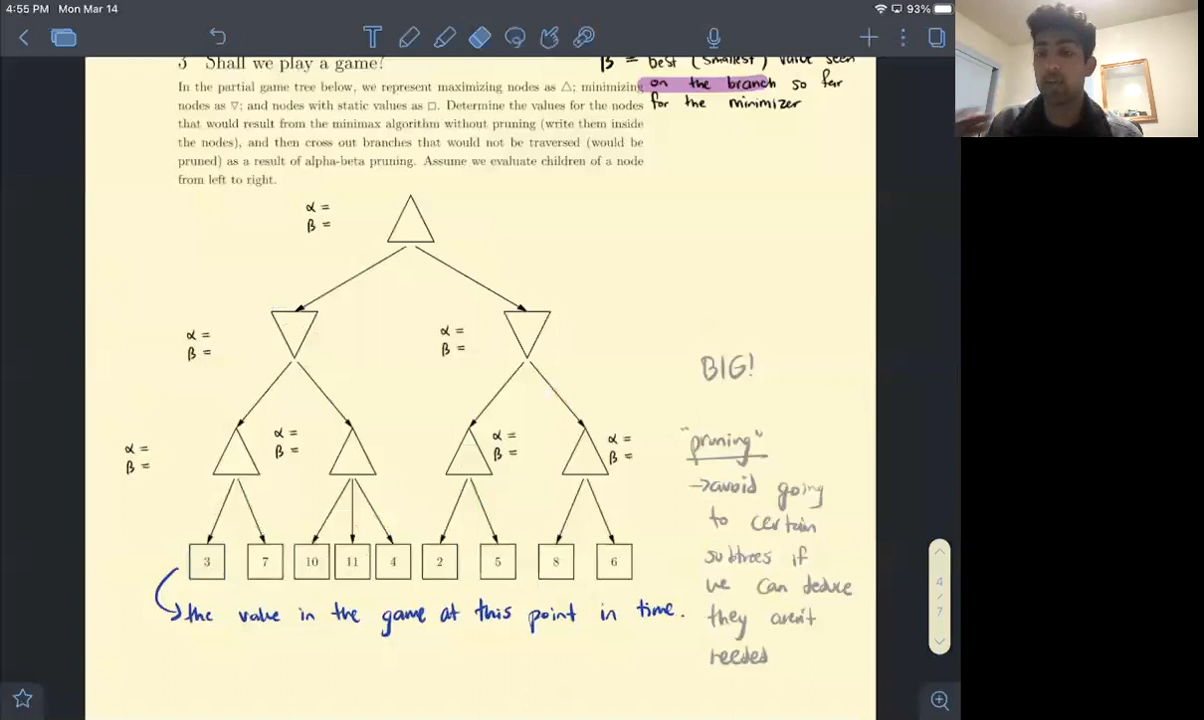 4:55 PM Mon Mar 14
93%
3 Shall we play a game?
β = best (smallest) value seen
on the branch so far
for the minimizer
In the partial game tree below, we represent maximizing nodes as △; minimizing
nodes as ▽; and nodes with static values as □. Determine the values for the nodes
that would result from the minimax algorithm without pruning (write them inside
the nodes), and then cross out branches that would not be traversed (would be
pruned) as a result of alpha-beta pruning. Assume we evaluate children of a node
from left to right.
α =
β =
α =
β =
α =
β =
BIG!
α =
β =
α =
β =
α =
β =
α =
β =
"pruning"
→avoid going
to certain
subtrees if
we can deduce
they aren't
needed
3 7 10 11 4 2 5 8 6
the value in the game at this point in time.
4
/
7